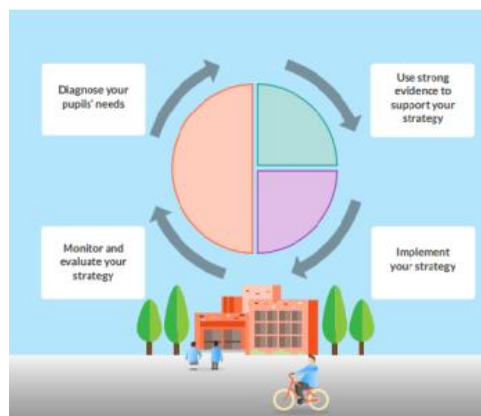 Diagnose your
pupils' needs
Use strong
evidence to
support your
strategy
Monitor and
evaluate your
strategy
Implement
your strategy